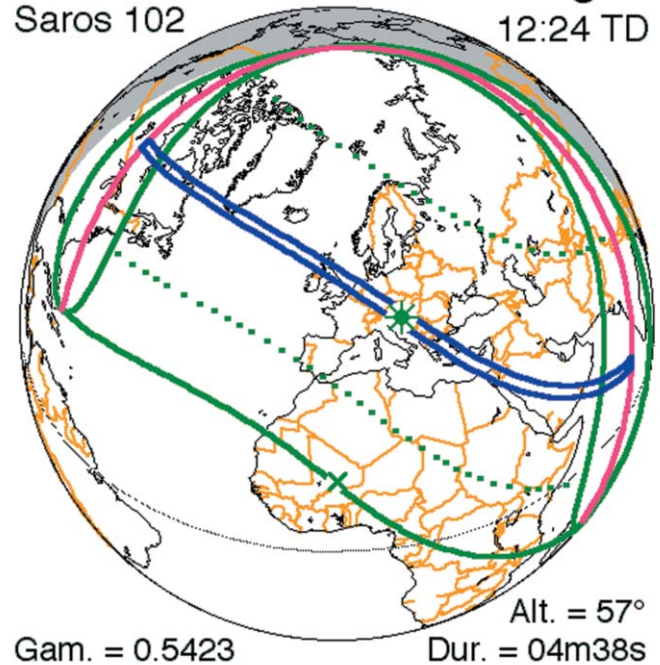 Saros 102
12:24 TD
Alt. = 57°
Gam. = 0.5423
Dur. = 04m38s